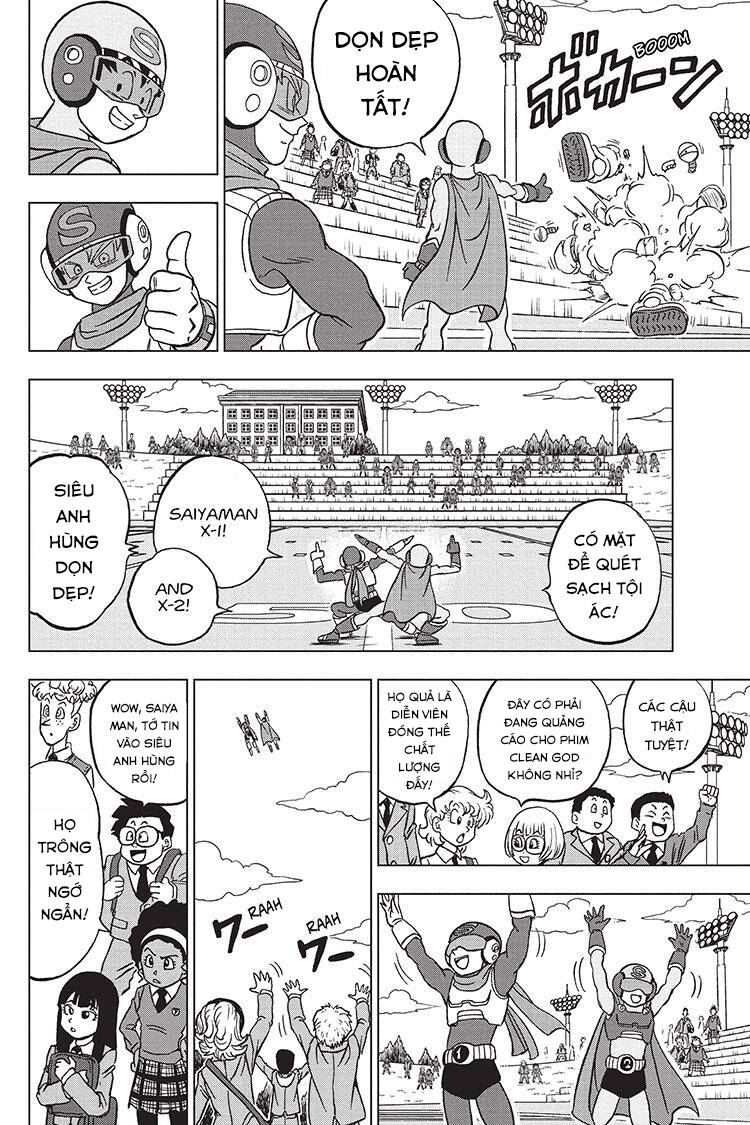 BOOOM
ボカーン
DỌN DẸP
HOÀN
TẤT!
S
S
CÓ MẶT
ĐỂ QUÉT
SẠCH TỘI
ÁC!
SAIYAMAN
X-1!
AND
X-2!
SIÊU
ANH
HÙNG
DỌN
DẸP!
CÁC CẬU
THẬT
TUYỆT!
ĐÂY CÓ PHẢI
ĐANG QUẢNG
CÁO CHO PHIM
CLEAN GOD
KHÔNG NHỈ?
HỌ QUẢ LÀ
DIỄN VIÊN
ĐÓNG THẾ
CHẤT
LƯỢNG
ĐẤY!
S
S
1
2
RAAH
RAAH
ワー
ワー
WOW, SAIYA
MAN, TỚ TIN
VÀO SIÊU
ANH HÙNG
RỒI!
HỌ
TRÔNG
THẬT
NGỚ
NGẨN!